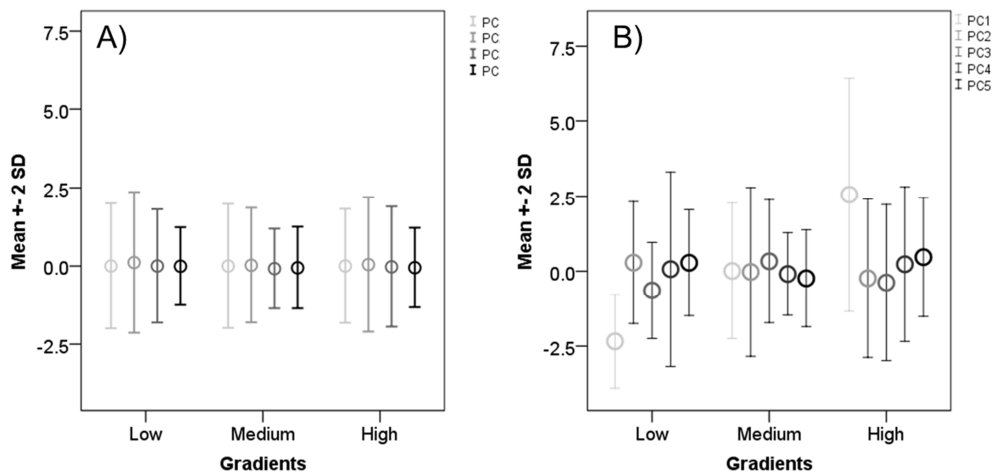 A)
Mean +- 2 SD
7.5
5.0
2.5
0.0
-2.5
Low Medium High
Gradients
PC
PC
PC
PC
B)
Mean +- 2 SD
7.5
5.0
2.5
0.0
-2.5
Low Medium High
Gradients
PC1
PC2
PC3
PC4
PC5